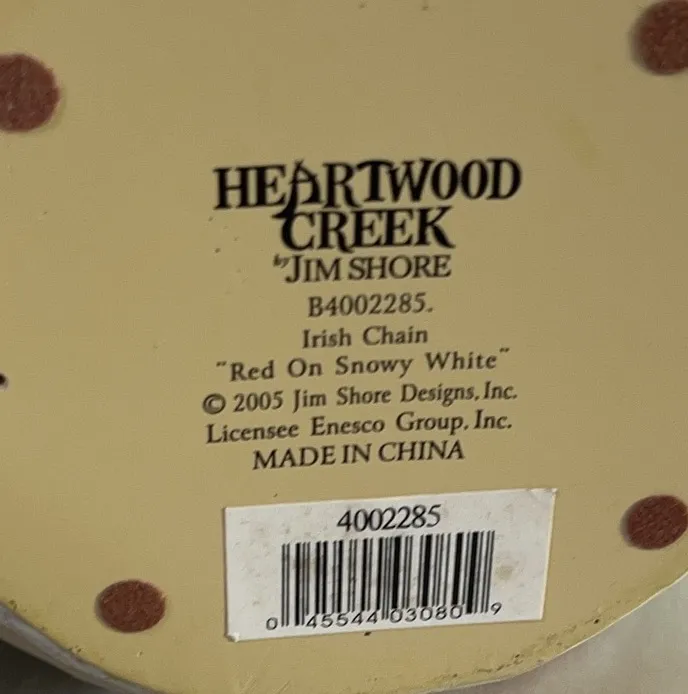 HEARTWOOD
CREEK
by JIM SHORE
B4002285.
Irish Chain
"Red On Snowy White"
© 2005 Jim Shore Designs, Inc.
Licensee Enesco Group, Inc.
MADE IN CHINA
4002285
0 45544 03080 9